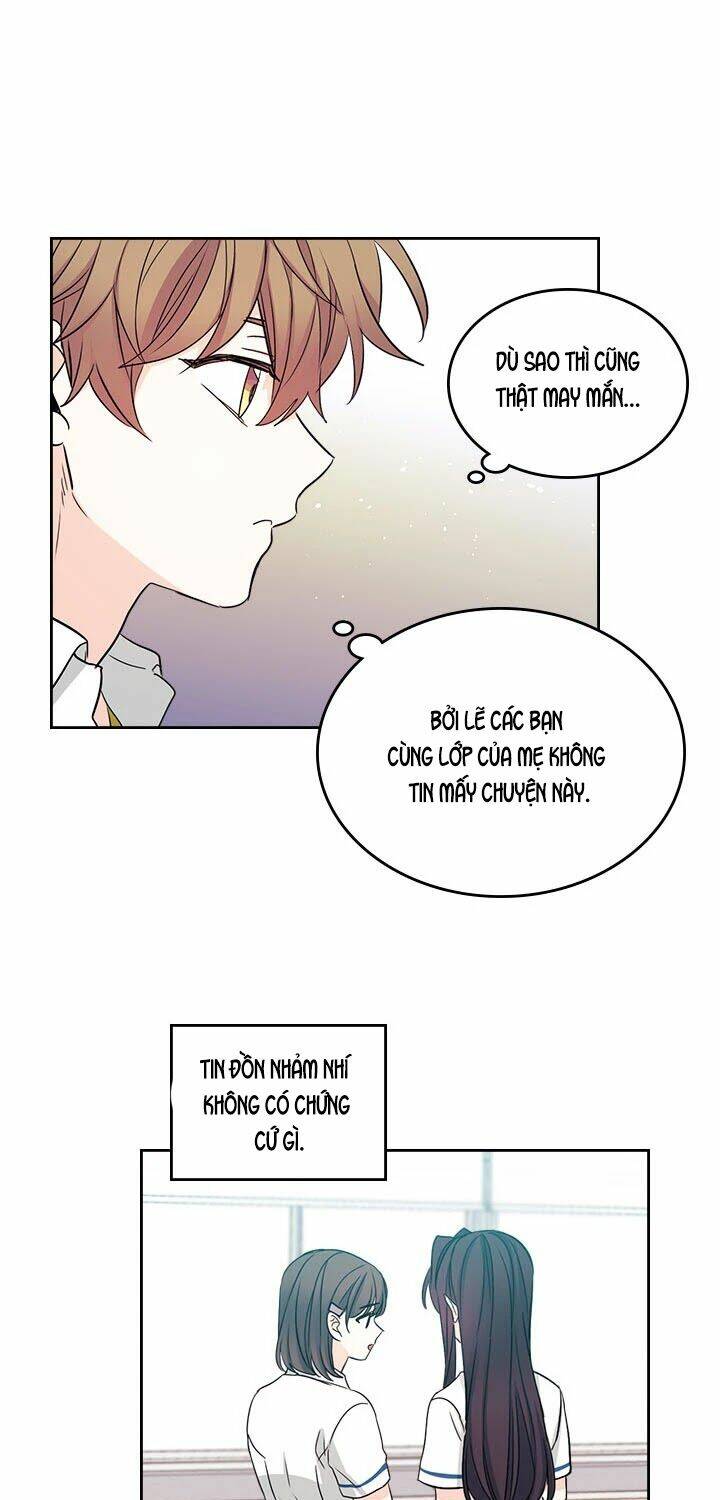 DÙ SAO THÌ CŨNG
THẬT MAY MẮN...
BỞI LẼ CÁC BẠN
CÙNG LỚP CỦA MẸ KHÔNG
TIN MẤY CHUYỆN NÀY.
TIN ĐỒN NHẢM NHÍ
KHÔNG CÓ CHỨNG
CỨ GÌ.